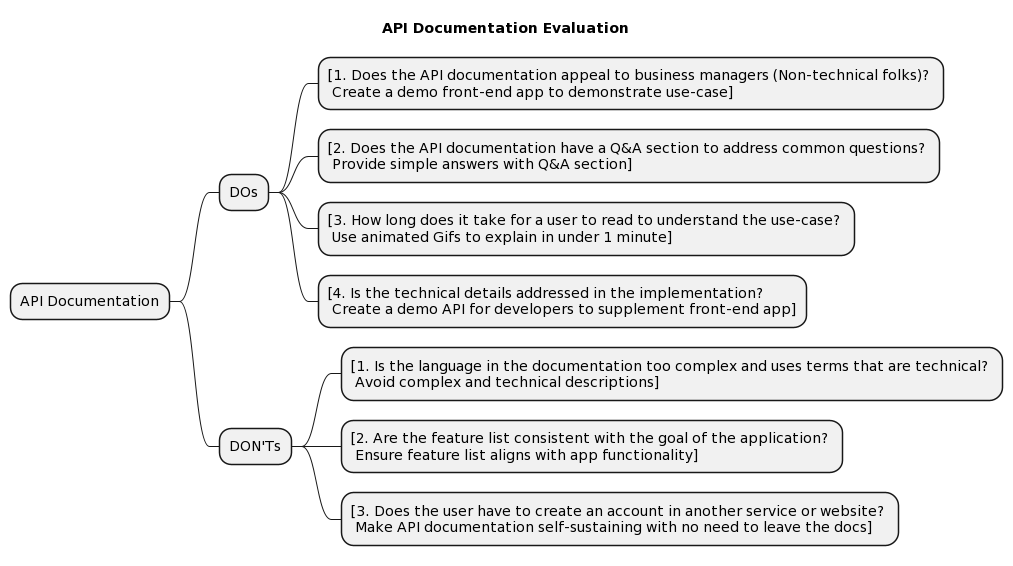 API Documentation Evaluation
[1. Does the API documentation appeal to business managers (Non-technical folks)?
Create a demo front-end app to demonstrate use-case]
[2. Does the API documentation have a Q&A section to address common questions?
Provide simple answers with Q&A section]
DOs
[3. How long does it take for a user to read to understand the use-case?
Use animated Gifs to explain in under 1 minute]
[4. Is the technical details addressed in the implementation?
Create a demo API for developers to supplement front-end app]
API Documentation
[1. Is the language in the documentation too complex and uses terms that are technical?
Avoid complex and technical descriptions]
DON'Ts
[2. Are the feature list consistent with the goal of the application?
Ensure feature list aligns with app functionality]
[3. Does the user have to create an account in another service or website?
Make API documentation self-sustaining with no need to leave the docs]